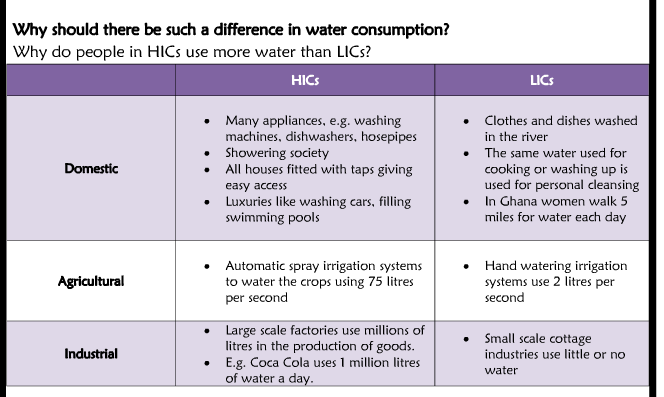 Why should there be such a difference in water consumption?
Why do people in HICs use more water than LICs?
HICs
LICs
Domestic
• Many appliances, e.g. washing
machines, dishwashers, hosepipes
• Showering society
• All houses fitted with taps giving
easy access
• Luxuries like washing cars, filling
swimming pools
• Clothes and dishes washed
in the river
• The same water used for
cooking or washing up is
used for personal cleansing
• In Ghana women walk 5
miles for water each day
Agricultural
• Automatic spray irrigation systems
to water the crops using 75 litres
per second
• Hand watering irrigation
systems use 2 litres per
second
Industrial
• Large scale factories use millions of
litres in the production of goods.
• E.g. Coca Cola uses 1 million litres
of water a day.
• Small scale cottage
industries use little or no
water